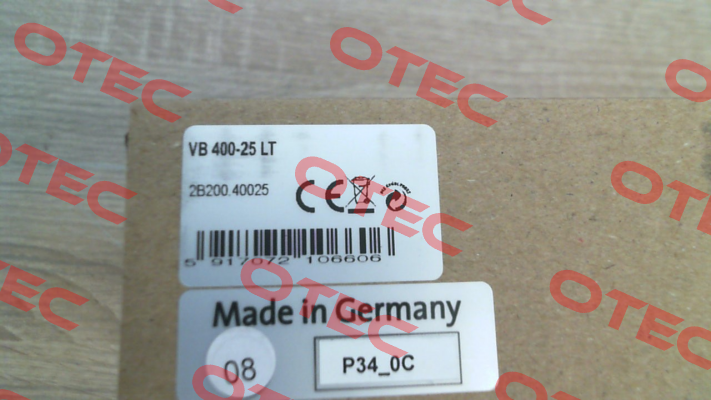 VB 400-25 LT
2B200.40025
CE
5 917072 106606
Made in Germany
08
P34_0C
OTEC
OTEC
OTEC
OTEC
OTEC
OTEC
OTEC
OTEC
OTEC